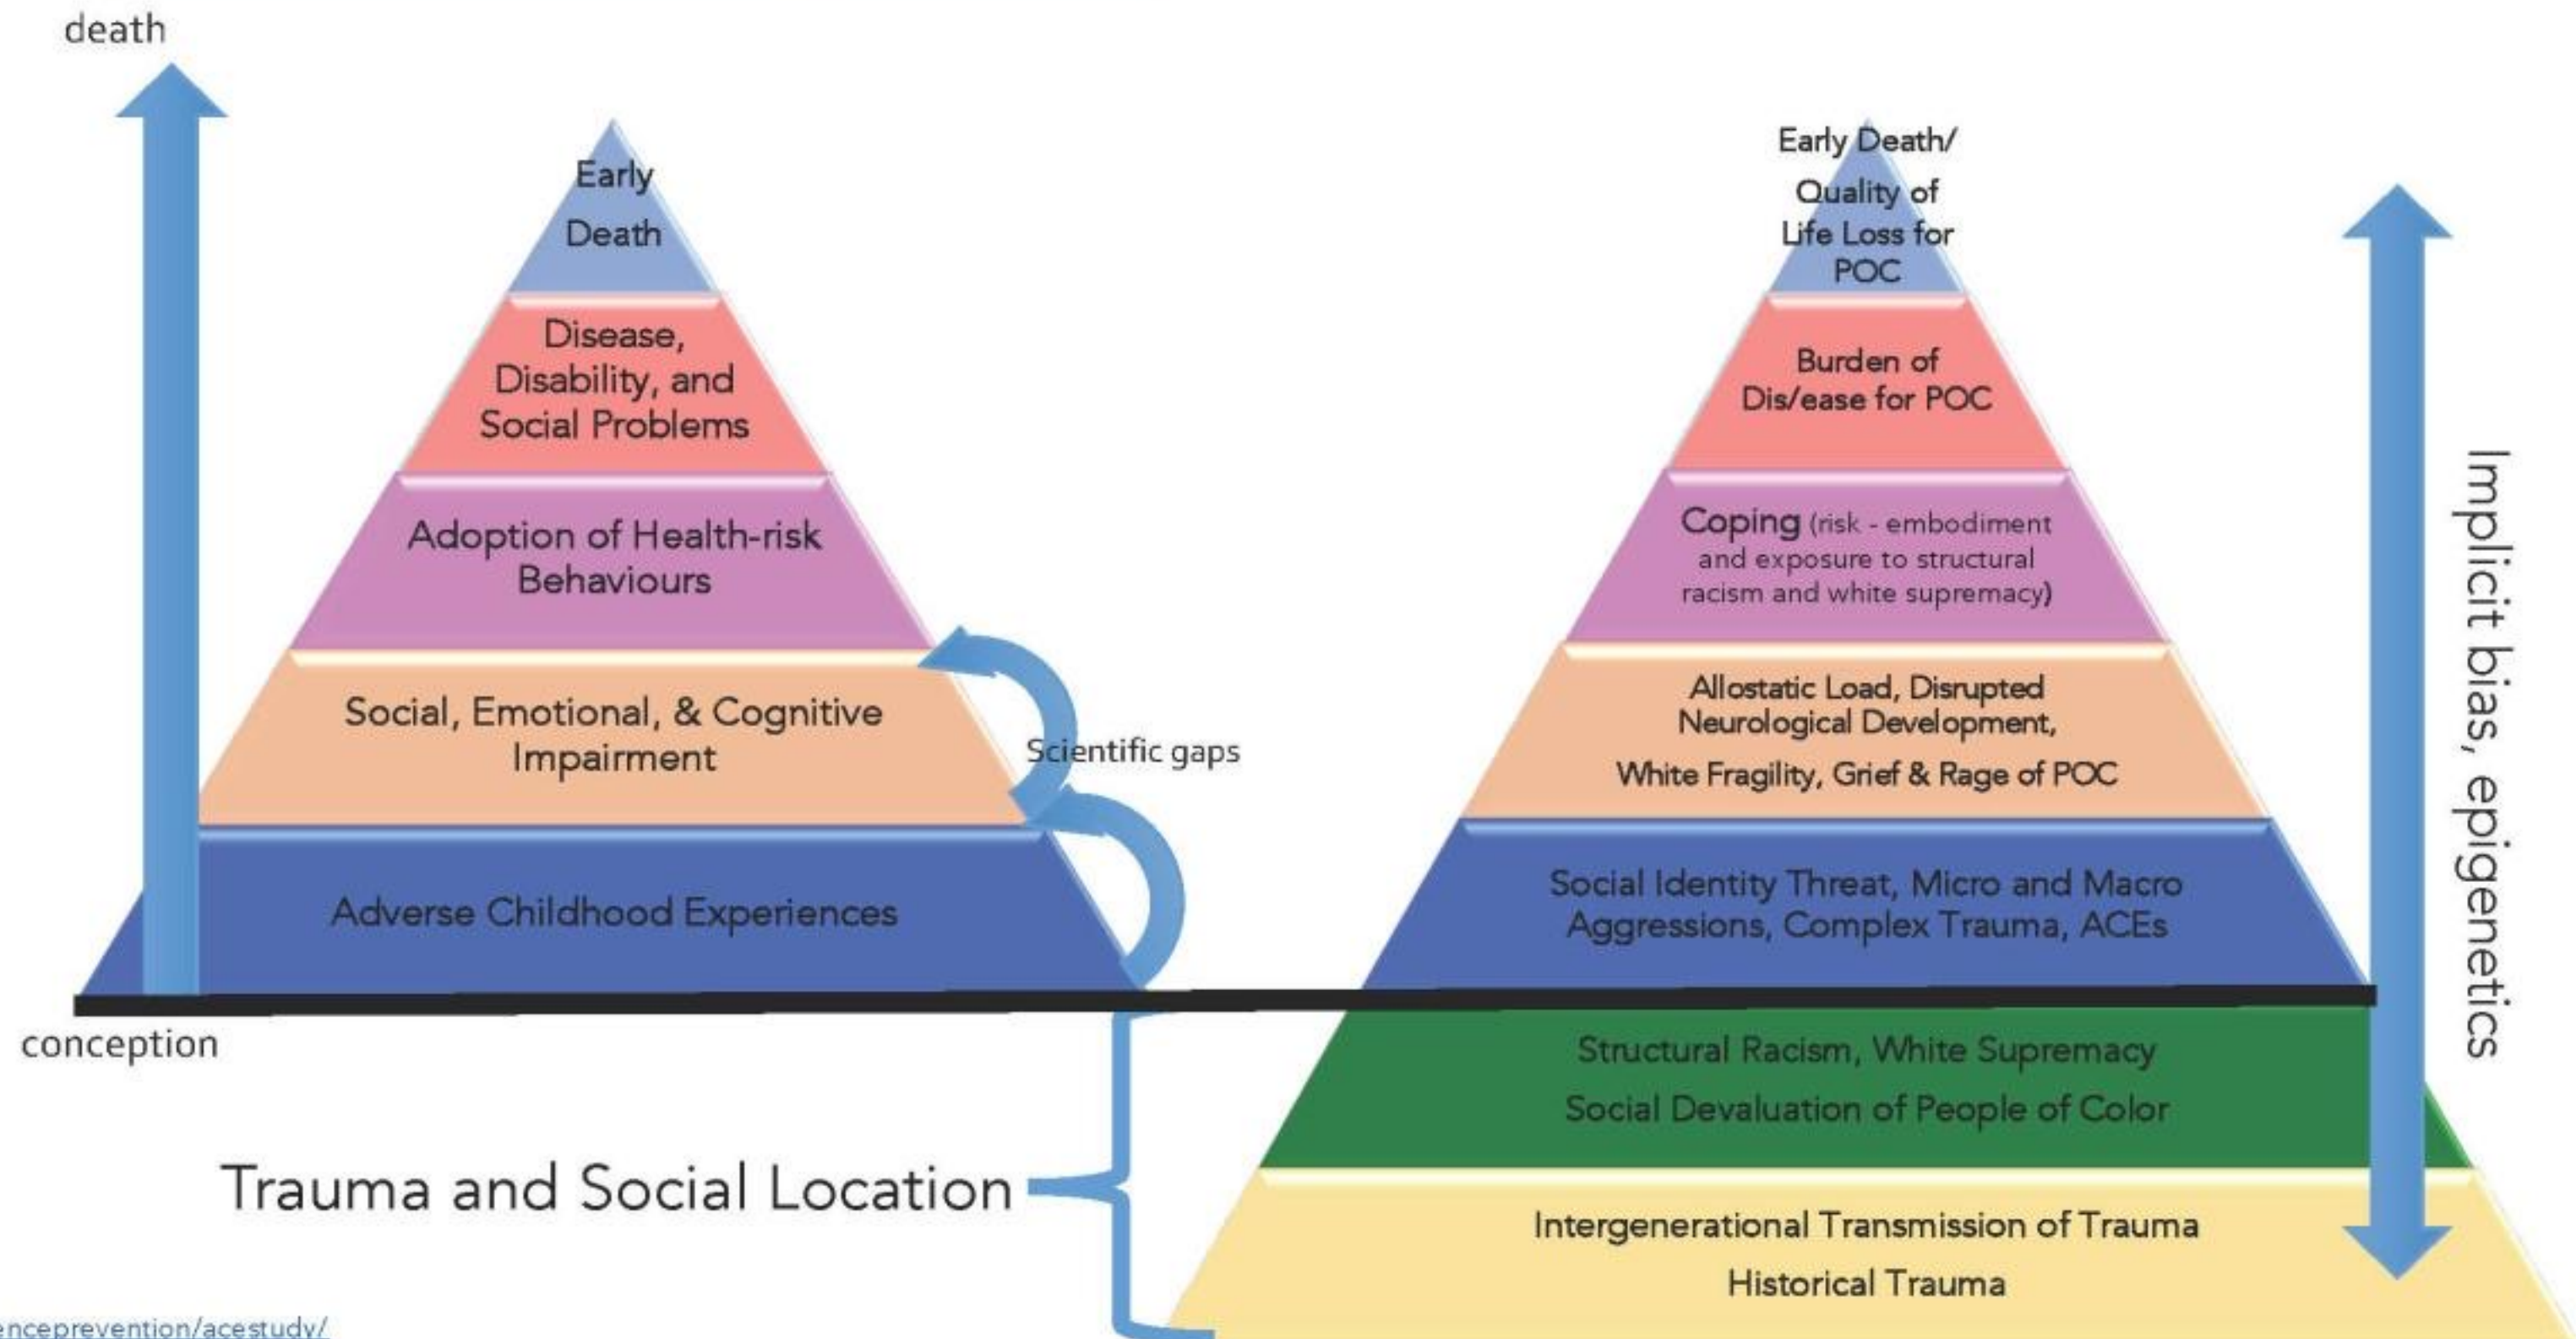 death
Early
Death
Disease,
Disability, and
Social Problems
Adoption of Health-risk
Behaviours
Social, Emotional, & Cognitive
Impairment
Scientific gaps
Adverse Childhood Experiences
conception
Trauma and Social Location
enceprevention/acestudy/
Early Death/
Quality of
Life Loss for
POC
Burden of
Dis/ease for POC
Coping (risk - embodiment
and exposure to structural
racism and white supremacy)
Allostatic Load, Disrupted
Neurological Development,
White Fragility, Grief & Rage of POC
Social Identity Threat, Micro and Macro
Aggressions, Complex Trauma, ACEs
Structural Racism, White Supremacy
Social Devaluation of People of Color
Intergenerational Transmission of Trauma
Historical Trauma
Implicit bias, epigenetics